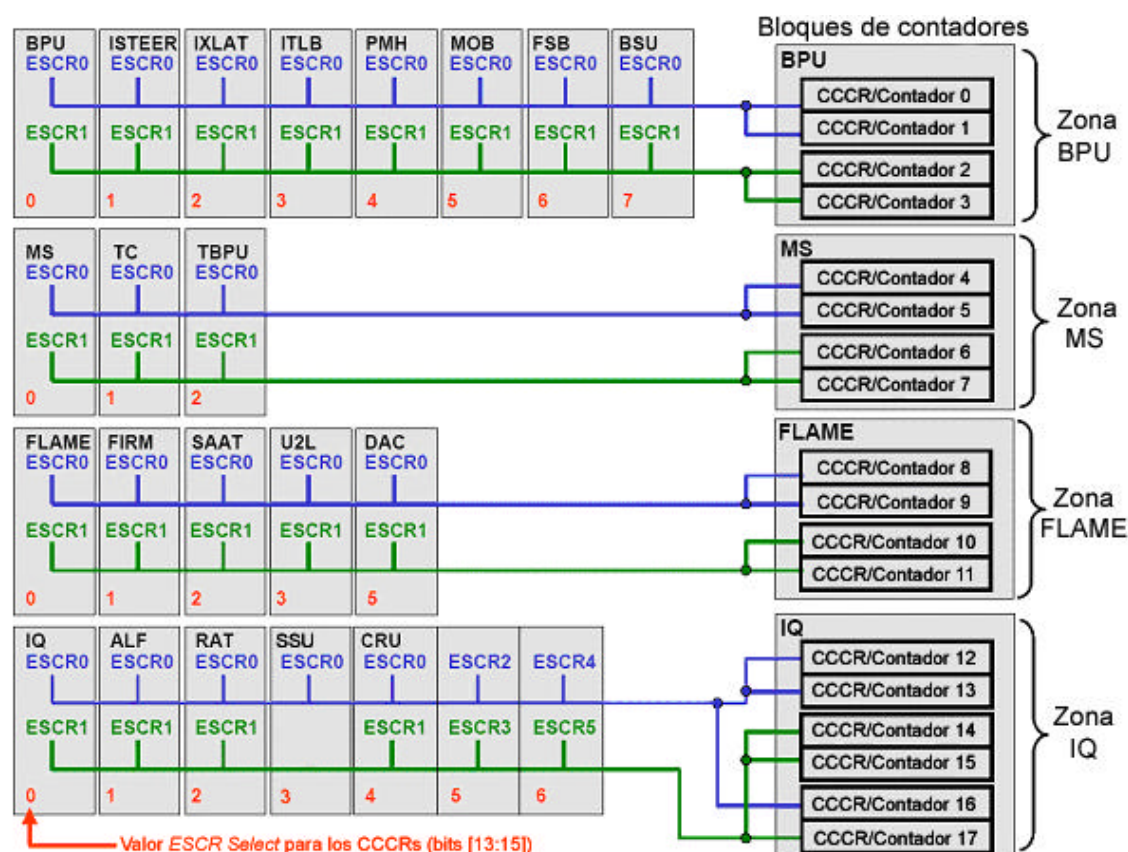 Bloques de contadores
BPU ISTEER IXLAT ITLB PMH MOB FSB BSU
ESCR0 ESCR0 ESCR0 ESCR0 ESCR0 ESCR0 ESCR0 ESCR0
ESCR1 ESCR1 ESCR1 ESCR1 ESCR1 ESCR1 ESCR1 ESCR1
0 1 2 3 4 5 6 7
BPU
CCCR/Contador 0
CCCR/Contador 1
CCCR/Contador 2
CCCR/Contador 3
Zona
BPU
MS TC TBPU
ESCR0 ESCR0 ESCR0
ESCR1 ESCR1 ESCR1
0 1 2
MS
CCCR/Contador 4
CCCR/Contador 5
CCCR/Contador 6
CCCR/Contador 7
Zona
MS
FLAME FIRM SAAT U2L DAC
ESCR0 ESCR0 ESCR0 ESCR0 ESCR0
ESCR1 ESCR1 ESCR1 ESCR1 ESCR1
0 1 2 3 5
FLAME
CCCR/Contador 8
CCCR/Contador 9
CCCR/Contador 10
CCCR/Contador 11
Zona
FLAME
IQ ALF RAT SSU CRU
ESCR0 ESCR0 ESCR0 ESCR0 ESCR0 ESCR2 ESCR4
ESCR1 ESCR1 ESCR1 ESCR1 ESCR3 ESCR5
0 1 2 3 4 5 6
IQ
CCCR/Contador 12
CCCR/Contador 13
CCCR/Contador 14
CCCR/Contador 15
CCCR/Contador 16
CCCR/Contador 17
Zona
IQ
Valor ESCR Select para los CCCRs (bits [13:15])